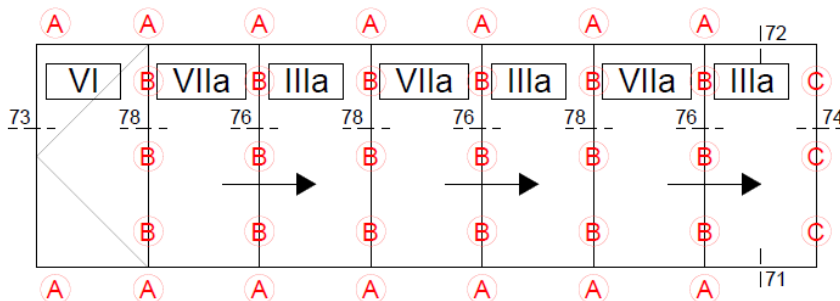 A A A A A A A
72
VI B VIIa B IIIa B VIIa B IIIa B VIIa B IIIa C
73 78 76 78 76 78 76 74
B B B B B B C
B B B B B B C
71
A A A A A A A